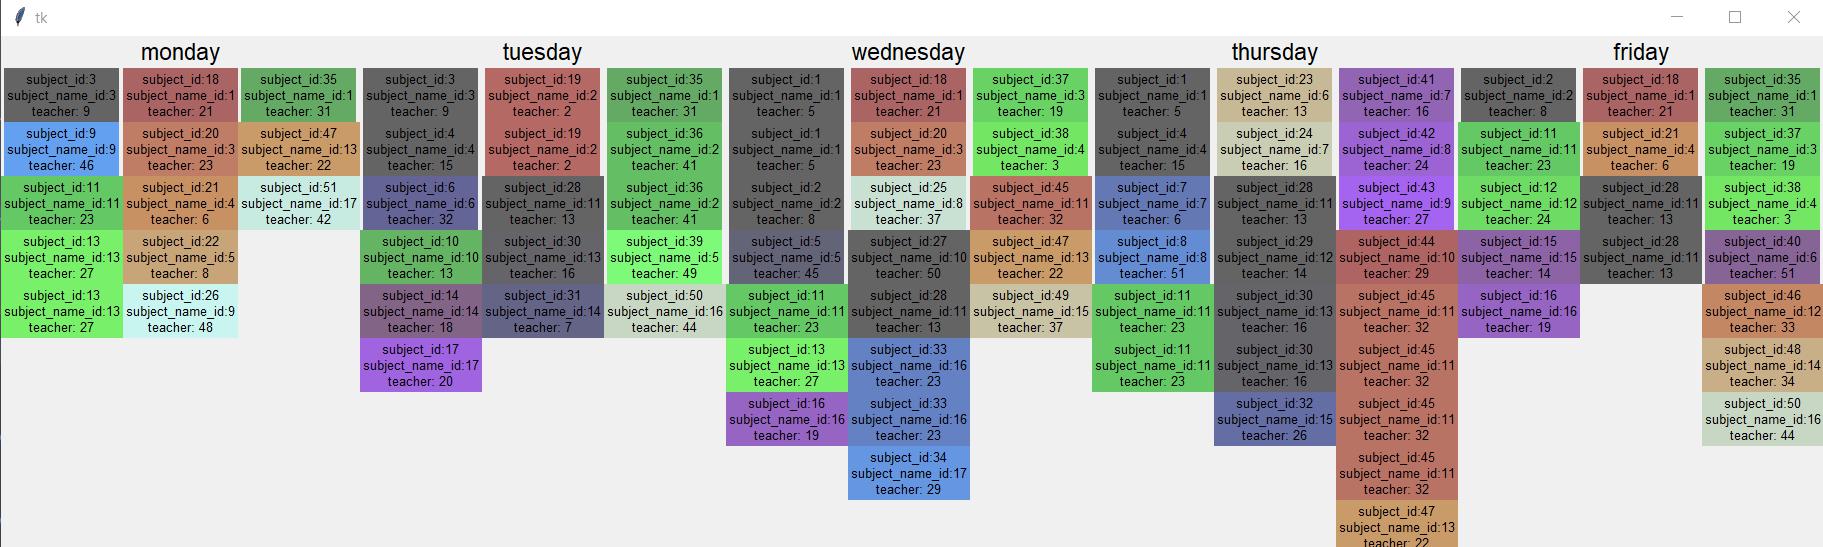 tk
monday
subject_id:3
subject_name_id:3
teacher: 9
subject_id:9
subject_name_id:9
teacher: 46
subject_id:11
subject_name_id:11
teacher: 23
subject_id:13
subject_name_id:13
teacher: 27
subject_id:13
subject_name_id:13
teacher: 27
subject_id:18
subject_name_id:1
teacher: 21
subject_id:20
subject_name_id:3
teacher: 23
subject_id:21
subject_name_id:4
teacher: 6
subject_id:22
subject_name_id:5
teacher: 8
subject_id:26
subject_name_id:9
teacher: 48
subject_id:35
subject_name_id:1
teacher: 31
subject_id:47
subject_name_id:13
teacher: 22
subject_id:51
subject_name_id:17
teacher: 42
tuesday
subject_id:3
subject_name_id:3
teacher: 9
subject_id:4
subject_name_id:4
teacher: 15
subject_id:6
subject_name_id:6
teacher: 32
subject_id:10
subject_name_id:10
teacher: 13
subject_id:14
subject_name_id:14
teacher: 18
subject_id:17
subject_name_id:17
teacher: 20
subject_id:19
subject_name_id:2
teacher: 2
subject_id:19
subject_name_id:2
teacher: 2
subject_id:28
subject_name_id:11
teacher: 13
subject_id:30
subject_name_id:13
teacher: 16
subject_id:31
subject_name_id:14
teacher: 7
subject_id:35
subject_name_id:1
teacher: 31
subject_id:36
subject_name_id:2
teacher: 41
subject_id:36
subject_name_id:2
teacher: 41
subject_id:39
subject_name_id:5
teacher: 49
subject_id:50
subject_name_id:16
teacher: 44
wednesday
subject_id:1
subject_name_id:1
teacher: 5
subject_id:1
subject_name_id:1
teacher: 5
subject_id:2
subject_name_id:2
teacher: 8
subject_id:5
subject_name_id:5
teacher: 45
subject_id:11
subject_name_id:11
teacher: 23
subject_id:13
subject_name_id:13
teacher: 27
subject_id:16
subject_name_id:16
teacher: 19
subject_id:18
subject_name_id:1
teacher: 21
subject_id:20
subject_name_id:3
teacher: 23
subject_id:25
subject_name_id:8
teacher: 37
subject_id:27
subject_name_id:10
teacher: 50
subject_id:28
subject_name_id:11
teacher: 13
subject_id:33
subject_name_id:16
teacher: 23
subject_id:33
subject_name_id:16
teacher: 23
subject_id:34
subject_name_id:17
teacher: 29
subject_id:37
subject_name_id:3
teacher: 19
subject_id:38
subject_name_id:4
teacher: 3
subject_id:45
subject_name_id:11
teacher: 32
subject_id:47
subject_name_id:13
teacher: 22
subject_id:49
subject_name_id:15
teacher: 37
thursday
subject_id:1
subject_name_id:1
teacher: 5
subject_id:4
subject_name_id:4
teacher: 15
subject_id:7
subject_name_id:7
teacher: 6
subject_id:8
subject_name_id:8
teacher: 51
subject_id:11
subject_name_id:11
teacher: 23
subject_id:11
subject_name_id:11
teacher: 23
subject_id:23
subject_name_id:6
teacher: 13
subject_id:24
subject_name_id:7
teacher: 16
subject_id:28
subject_name_id:11
teacher: 13
subject_id:29
subject_name_id:12
teacher: 14
subject_id:30
subject_name_id:13
teacher: 16
subject_id:30
subject_name_id:13
teacher: 16
subject_id:32
subject_name_id:15
teacher: 26
subject_id:41
subject_name_id:7
teacher: 16
subject_id:42
subject_name_id:8
teacher: 24
subject_id:43
subject_name_id:9
teacher: 27
subject_id:44
subject_name_id:10
teacher: 29
subject_id:45
subject_name_id:11
teacher: 32
subject_id:45
subject_name_id:11
teacher: 32
subject_id:45
subject_name_id:11
teacher: 32
subject_id:45
subject_name_id:11
teacher: 32
subject_id:47
subject_name_id:13
teacher: 22
friday
subject_id:2
subject_name_id:2
teacher: 8
subject_id:11
subject_name_id:11
teacher: 23
subject_id:12
subject_name_id:12
teacher: 24
subject_id:15
subject_name_id:15
teacher: 14
subject_id:16
subject_name_id:16
teacher: 19
subject_id:18
subject_name_id:1
teacher: 21
subject_id:21
subject_name_id:4
teacher: 6
subject_id:28
subject_name_id:11
teacher: 13
subject_id:28
subject_name_id:11
teacher: 13
subject_id:35
subject_name_id:1
teacher: 31
subject_id:37
subject_name_id:3
teacher: 19
subject_id:38
subject_name_id:4
teacher: 3
subject_id:40
subject_name_id:6
teacher: 51
subject_id:46
subject_name_id:12
teacher: 33
subject_id:48
subject_name_id:14
teacher: 34
subject_id:50
subject_name_id:16
teacher: 44